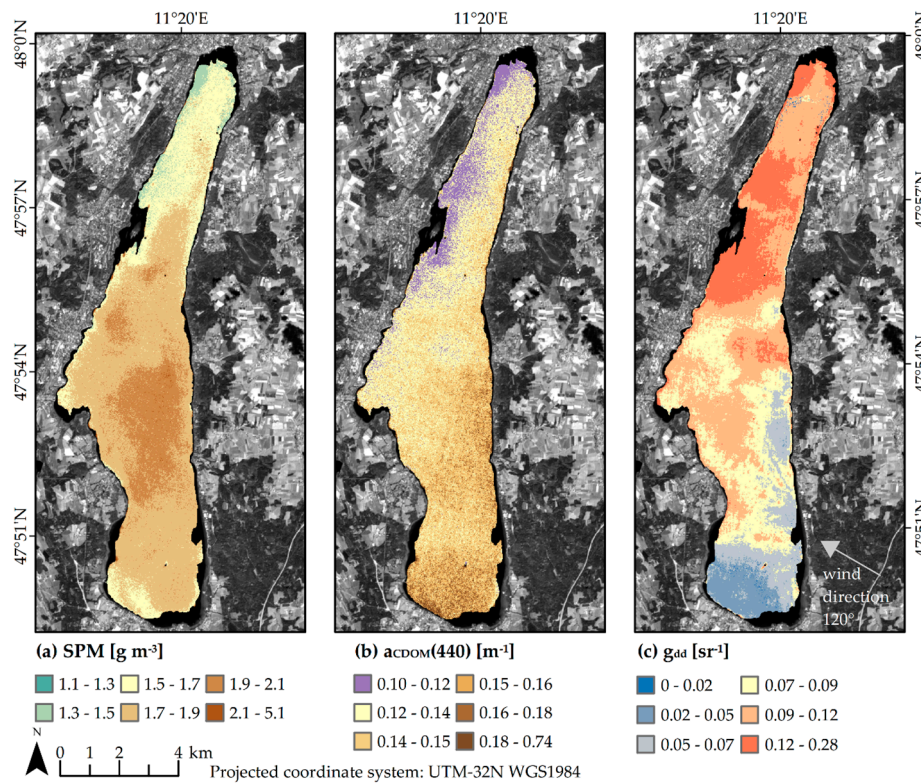 11°20'E
11°20'E
11°20'E
48°0'N
48°0'N
47°57'N
47°57'N
47°54'N
47°54'N
47°51'N
47°51'N
wind
direction
120°
(a) SPM [g m⁻³]
1.1 - 1.3
1.5 - 1.7
1.9 - 2.1
1.3 - 1.5
1.7 - 1.9
2.1 - 5.1
(b) aCDOM(440) [m⁻¹]
0.10 - 0.12
0.15 - 0.16
0.12 - 0.14
0.16 - 0.18
0.14 - 0.15
0.18 - 0.74
(c) gdd [sr⁻¹]
0 - 0.02
0.07 - 0.09
0.02 - 0.05
0.09 - 0.12
0.05 - 0.07
0.12 - 0.28
N
0 1 2 4 km
Projected coordinate system: UTM-32N WGS1984